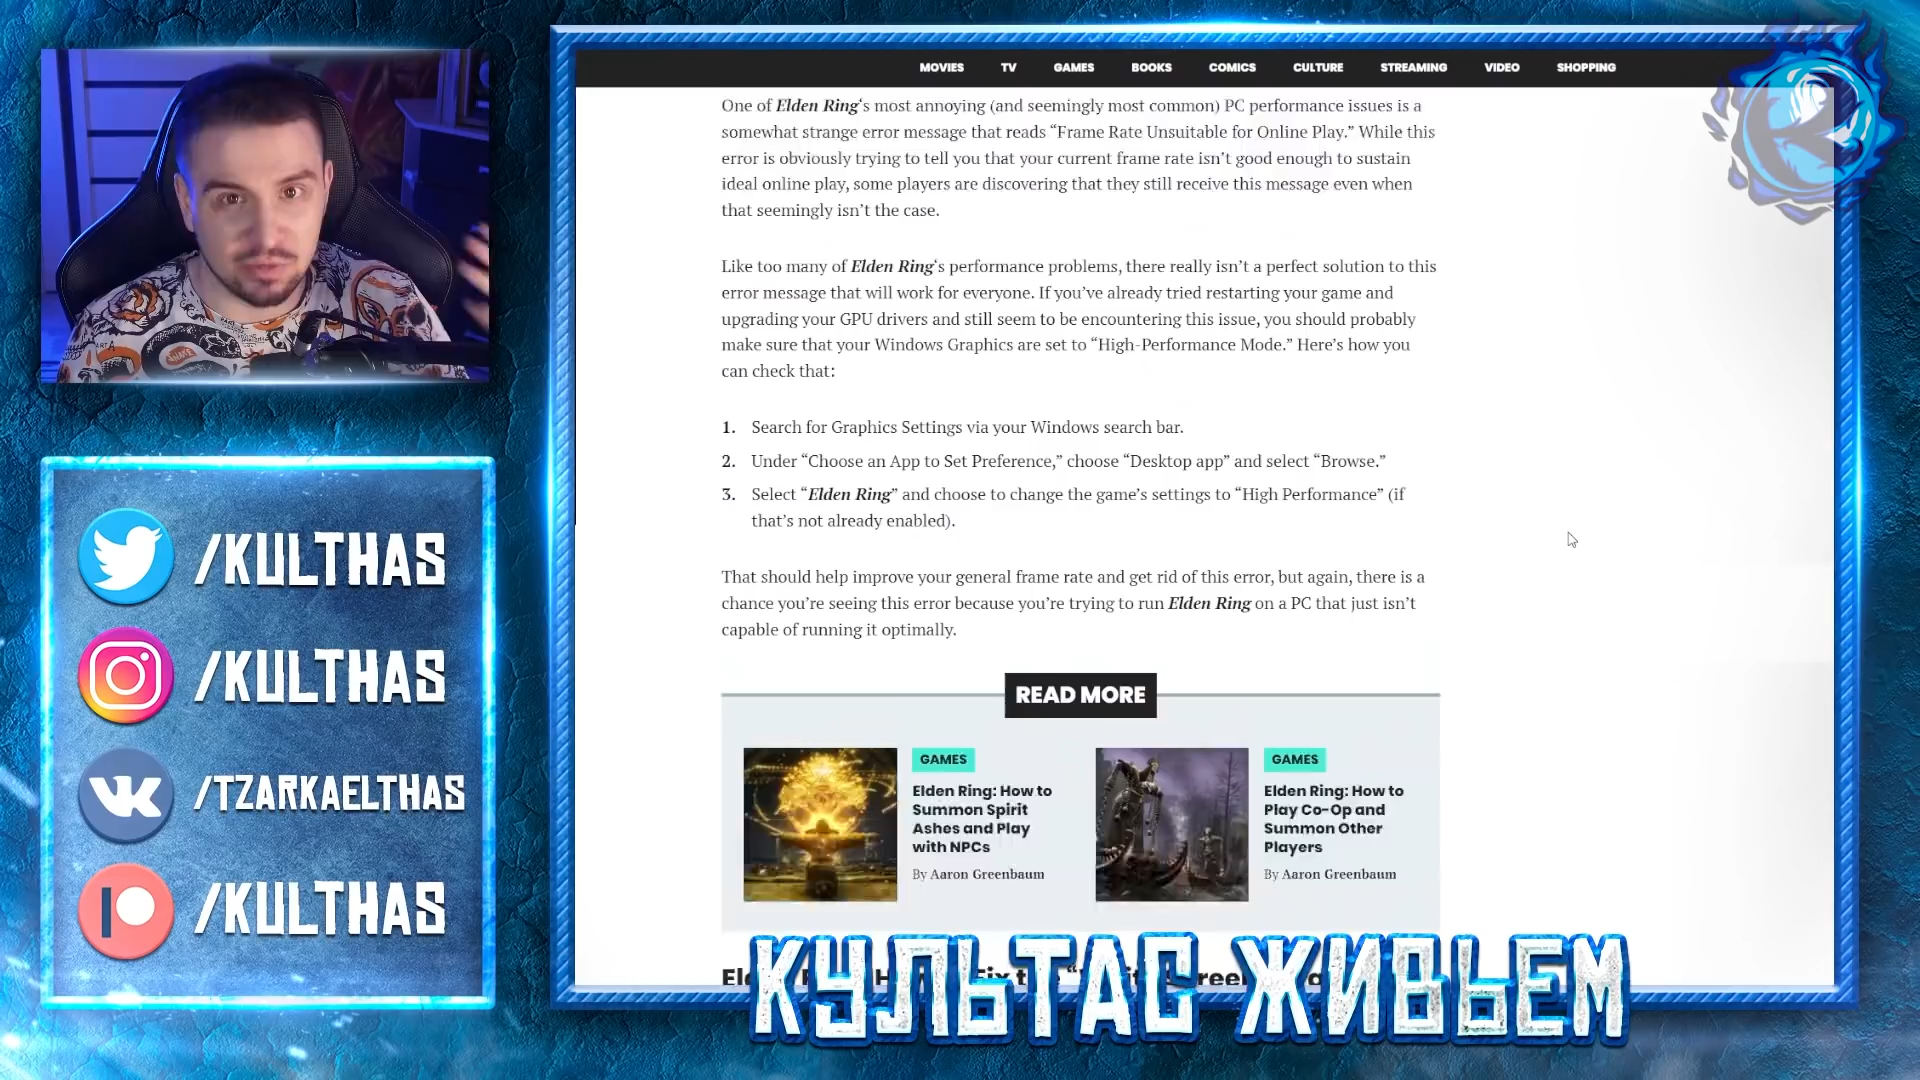 MOVIES TV GAMES BOOKS COMICS CULTURE STREAMING VIDEO SHOPPING
One of Elden Ring‘s most annoying (and seemingly most common) PC performance issues is a
somewhat strange error message that reads “Frame Rate Unsuitable for Online Play.” While this
error is obviously trying to tell you that your current frame rate isn’t good enough to sustain
ideal online play, some players are discovering that they still receive this message even when
that seemingly isn’t the case.
Like too many of Elden Ring‘s performance problems, there really isn’t a perfect solution to this
error message that will work for everyone. If you’ve already tried restarting your game and
upgrading your GPU drivers and still seem to be encountering this issue, you should probably
make sure that your Windows Graphics are set to “High-Performance Mode.” Here’s how you
can check that:
1. Search for Graphics Settings via your Windows search bar.
2. Under “Choose an App to Set Preference,” choose “Desktop app” and select “Browse.”
3. Select “Elden Ring” and choose to change the game’s settings to “High Performance” (if
that’s not already enabled).
That should help improve your general frame rate and get rid of this error, but again, there is a
chance you’re seeing this error because you’re trying to run Elden Ring on a PC that just isn’t
capable of running it optimally.
READ MORE
GAMES
Elden Ring: How to
Summon Spirit
Ashes and Play
with NPCs
By Aaron Greenbaum
GAMES
Elden Ring: How to
Play Co-Op and
Summon Other
Players
By Aaron Greenbaum
/KULTHAS
/KULTHAS
/TZARKAELTHAS
/KULTHAS
КУЛЬТАС ЖИВЬЕМ